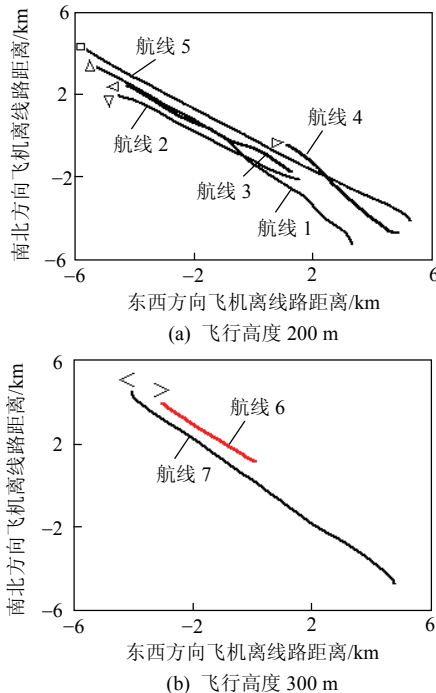 6
航线 5
2
航线 4
航线 2
-2
航线 3
航线 1
-6
-6 -2 2 6
南北方向飞机离线路距离/km
东西方向飞机离线路距离/km
(a) 飞行高度 200 m
6
航线 6
2
航线 7
-2
-6
-6 -2 2 6
南北方向飞机离线路距离/km
东西方向飞机离线路距离/km
(b) 飞行高度 300 m